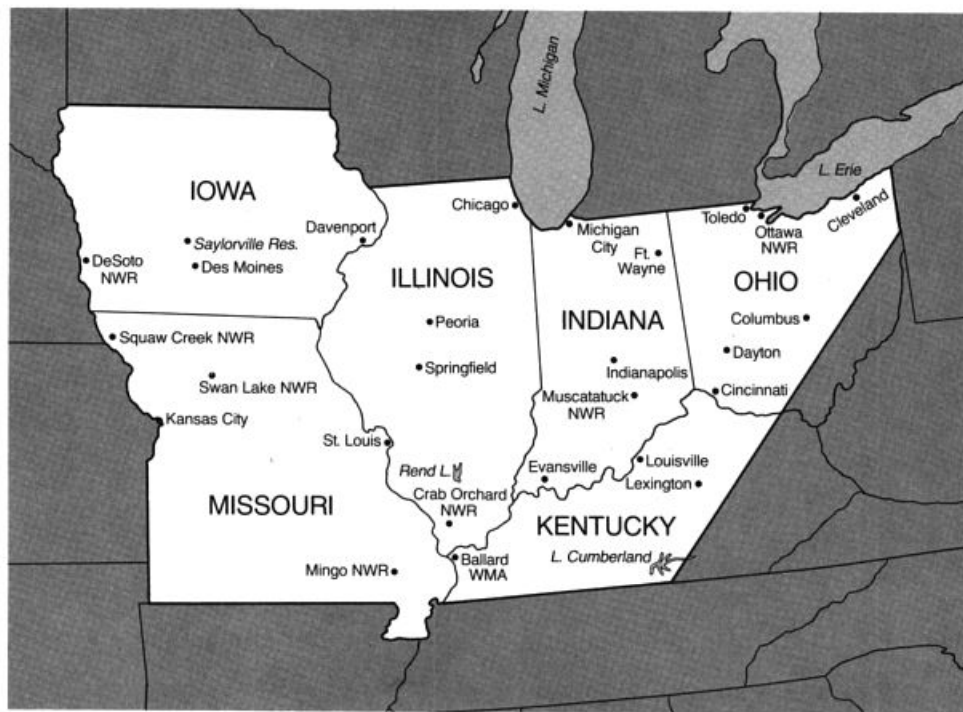 L. Michigan
L. Erie
IOWA
Chicago
Toledo
Cleveland
Ottawa
NWR
Michigan
City
Davenport
Saylorville Res.
Ft.
Wayne
DeSoto
NWR
Des Moines
ILLINOIS
OHIO
Peoria
INDIANA
Columbus
Squaw Creek NWR
Dayton
Springfield
Indianapolis
Swan Lake NWR
Cincinnati
Muscatatuck
NWR
Kansas City
St. Louis
Rend L.
Evansville
Louisville
Lexington
Crab Orchard
NWR
MISSOURI
KENTUCKY
L. Cumberland
Ballard
WMA
Mingo NWR